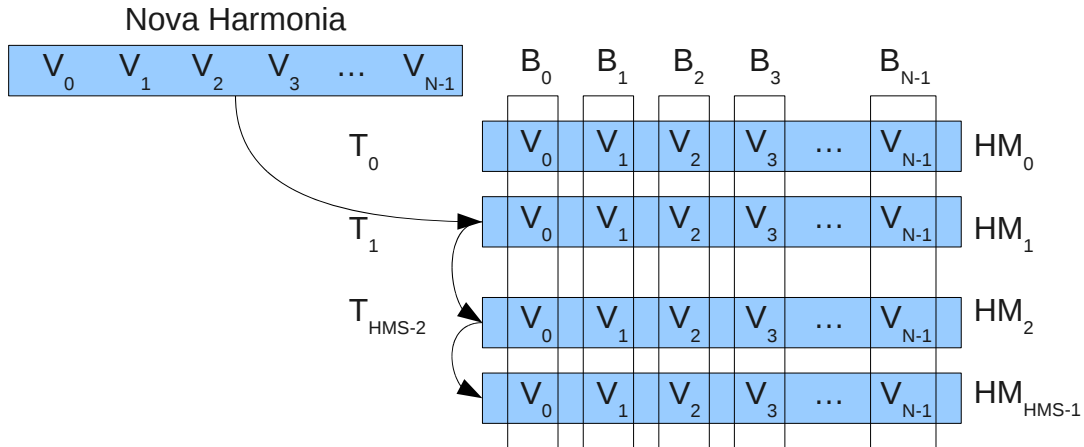 Nova Harmonia
V0 V1 V2 V3 ... VN-1
B0 B1 B2 B3 BN-1
T0 V0 V1 V2 V3 ... VN-1 HM0
T1 V0 V1 V2 V3 ... VN-1 HM1
THMS-2 V0 V1 V2 V3 ... VN-1 HM2
V0 V1 V2 V3 ... VN-1 HMHMS-1